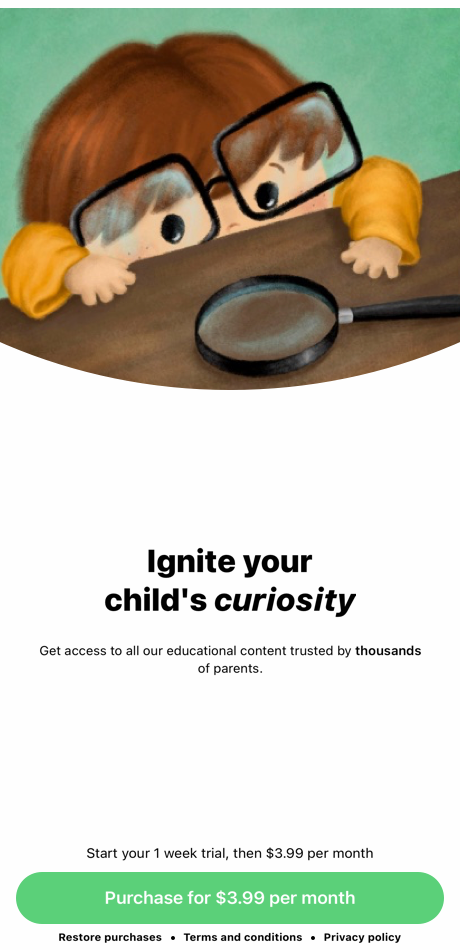 Ignite your
child's curiosity
Get access to all our educational content trusted by thousands
of parents.
Start your 1 week trial, then $3.99 per month
Purchase for $3.99 per month
Restore purchases • Terms and conditions • Privacy policy